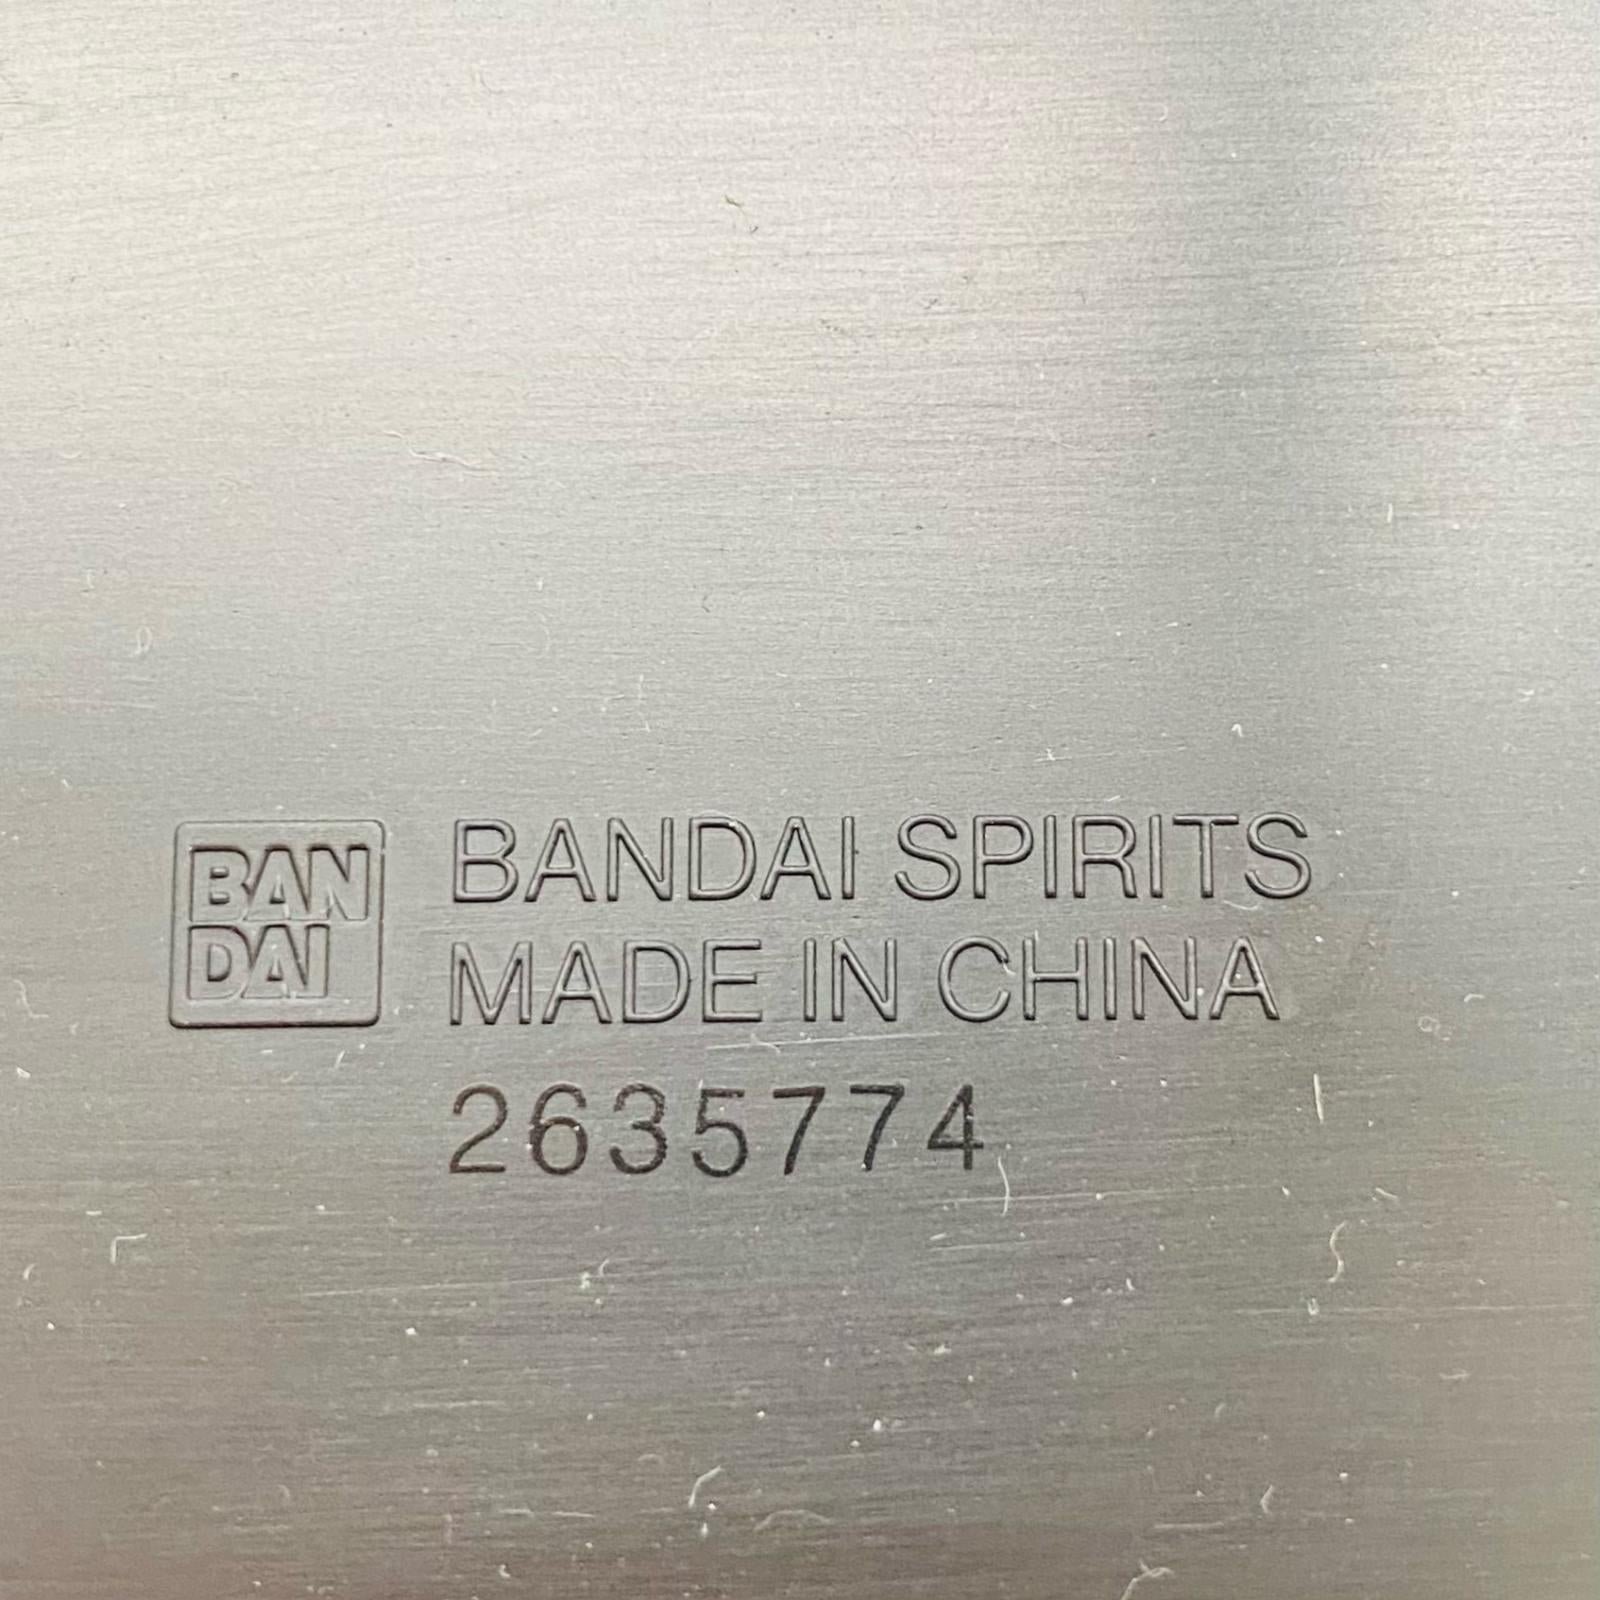 BAN
DAI
BANDAI SPIRITS
MADE IN CHINA
2635774